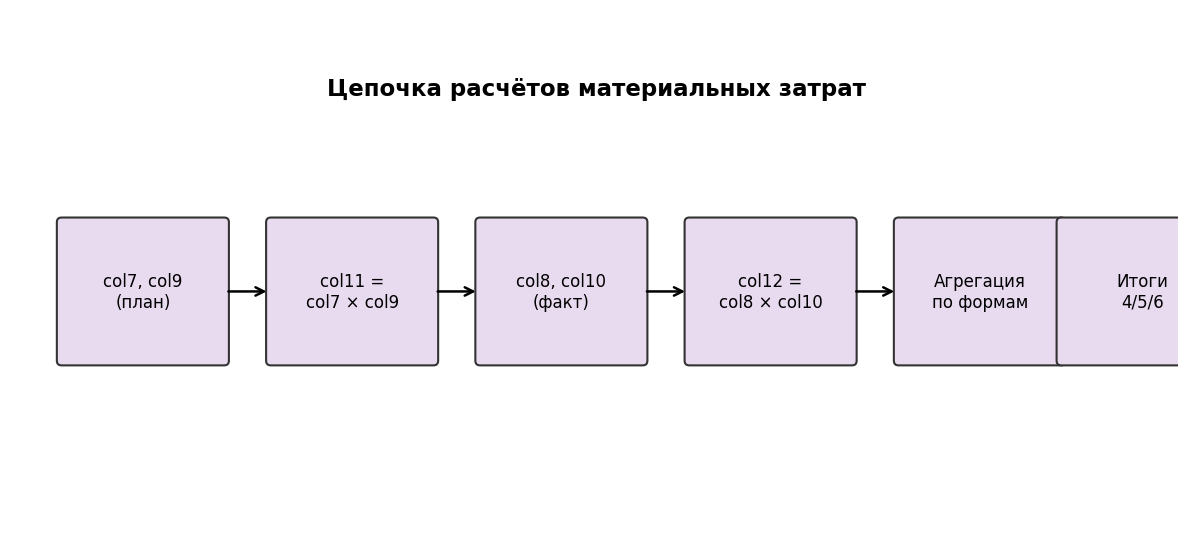 Цепочка расчётов материальных затрат
col7, col9
(план)
col11 =
col7 × col9
col8, col10
(факт)
col12 =
col8 × col10
Агрегация
по формам
Итоги
4/5/6